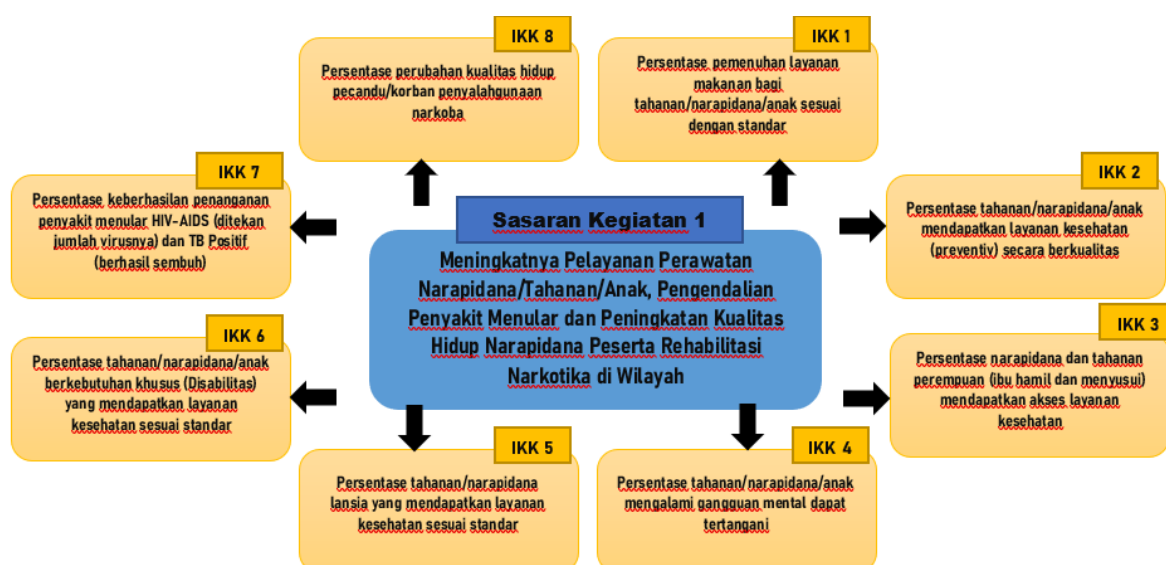 IKK 8
Persentase perubahan kualitas hidup
pecandu/korban penyalahgunaan
narkoba
IKK 1
Persentase pemenuhan layanan
makanan bagi
tahanan/narapidana/anak sesuai
dengan standar
IKK 7
Persentase keberhasilan penanganan
penyakit menular HIV-AIDS (ditekan
jumlah virusnya) dan TB Positif
(berhasil sembuh)
IKK 2
Persentase tahanan/narapidana/anak
mendapatkan layanan kesehatan
(preventiv) secara berkualitas
Sasaran Kegiatan 1
Meningkatnya Pelayanan Perawatan
Narapidana/Tahanan/Anak, Pengendalian
Penyakit Menular dan Peningkatan Kualitas
Hidup Narapidana Peserta Rehabilitasi
Narkotika di Wilayah
IKK 6
Persentase tahanan/narapidana/anak
berkebutuhan khusus (Disabilitas)
yang mendapatkan layanan
kesehatan sesuai standar
IKK 3
Persentase narapidana dan tahanan
perempuan (ibu hamil dan menyusui)
mendapatkan akses layanan
kesehatan
IKK 5
Persentase tahanan/narapidana
lansia yang mendapatkan layanan
kesehatan sesuai standar
IKK 4
Persentase tahanan/narapidana/anak
mengalami gangguan mental dapat
tertangani